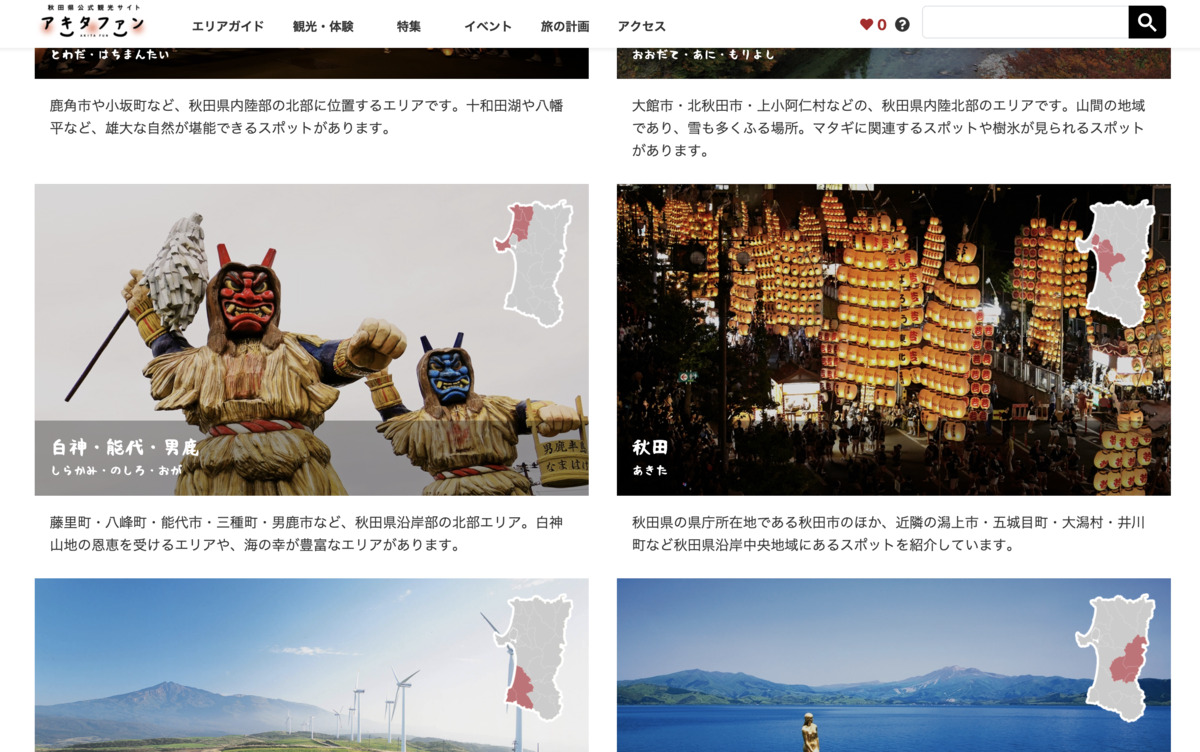 秋田県公式観光サイト
アキタファン
AKITA FUN
エリアガイド
観光・体験
特集
イベント
旅の計画
アクセス
0
?
とわだ・はちまんたい
おおだて・あに・もりよし
鹿角市や小坂町など、秋田県内陸部の北部に位置するエリアです。十和田湖や八幡
平など、雄大な自然が堪能できるスポットがあります。
大館市・北秋田市・上小阿仁村などの、秋田県内陸北部のエリアです。山間の地域
であり、雪も多くふる場所。マタギに関連するスポットや樹氷が見られるスポット
があります。
白神・能代・男鹿
しらかみ・のしろ・おが
秋田
あきた
藤里町・八峰町・能代市・三種町・男鹿市など、秋田県沿岸部の北部エリア。白神
山地の恩恵を受けるエリアや、海の幸が豊富なエリアがあります。
秋田県の県庁所在地である秋田市のほか、近隣の潟上市・五城目町・大潟村・井川
町など秋田県沿岸中央地域にあるスポットを紹介しています。